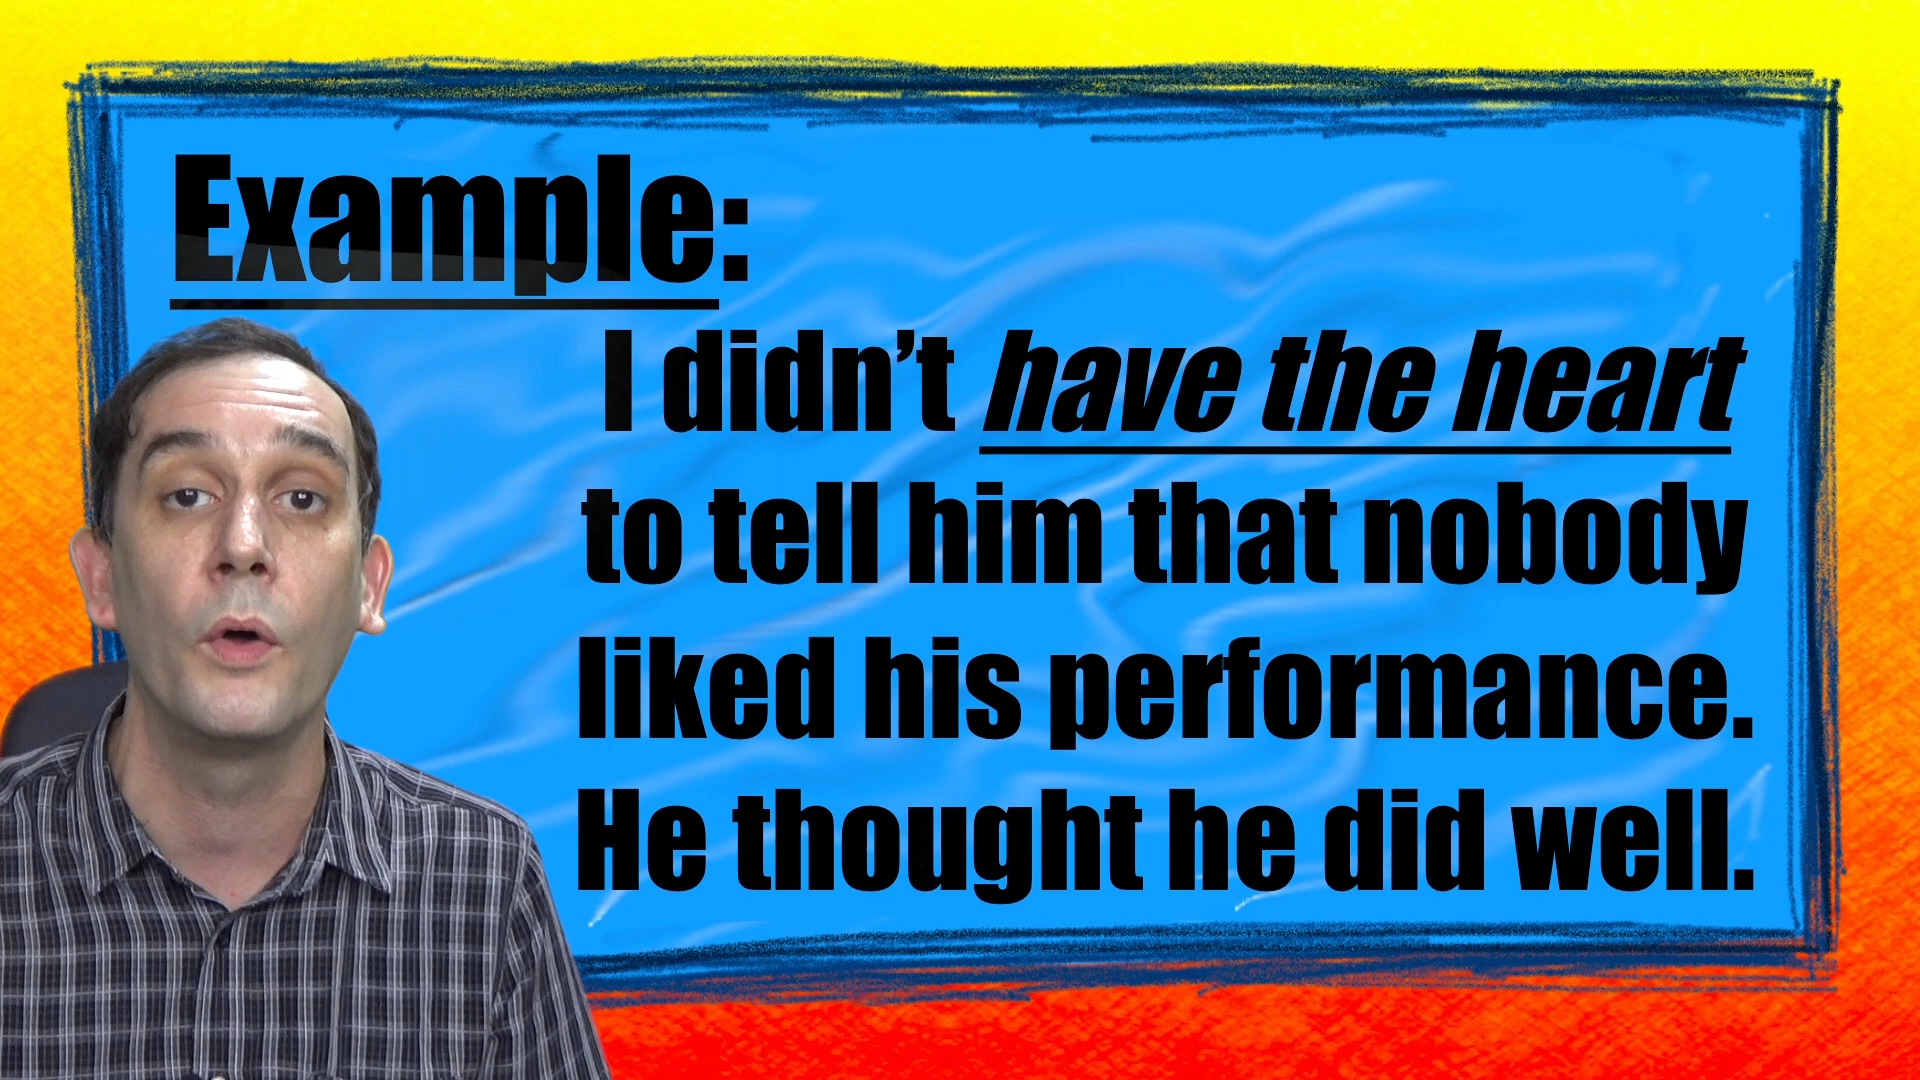 Example:
I didn’t have the heart
to tell him that nobody
liked his performance.
He thought he did well.